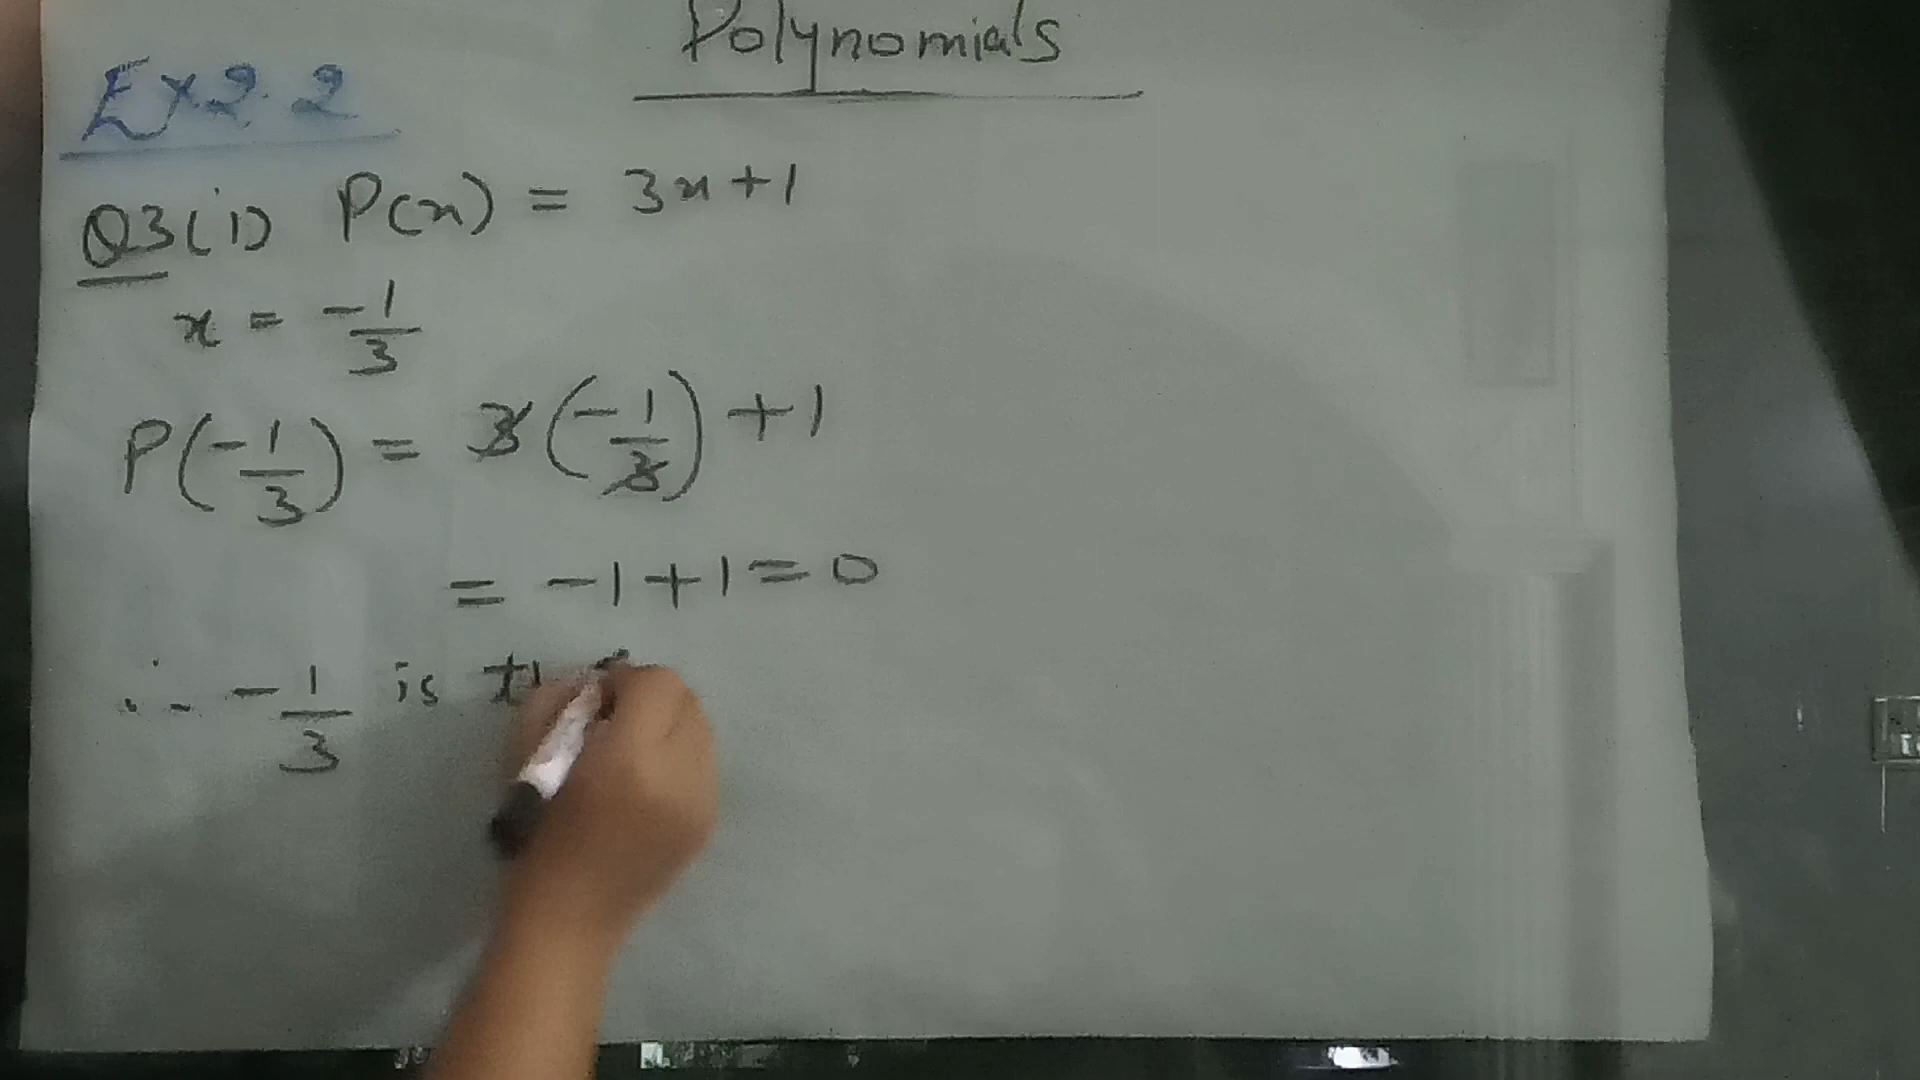 Polynomials
Ex 2.2
Q3(i) P(x) = 3x+1
x = -1/3
P(-1/3) = 3(-1/3)+1
= -1+1=0
∴ -1/3 is